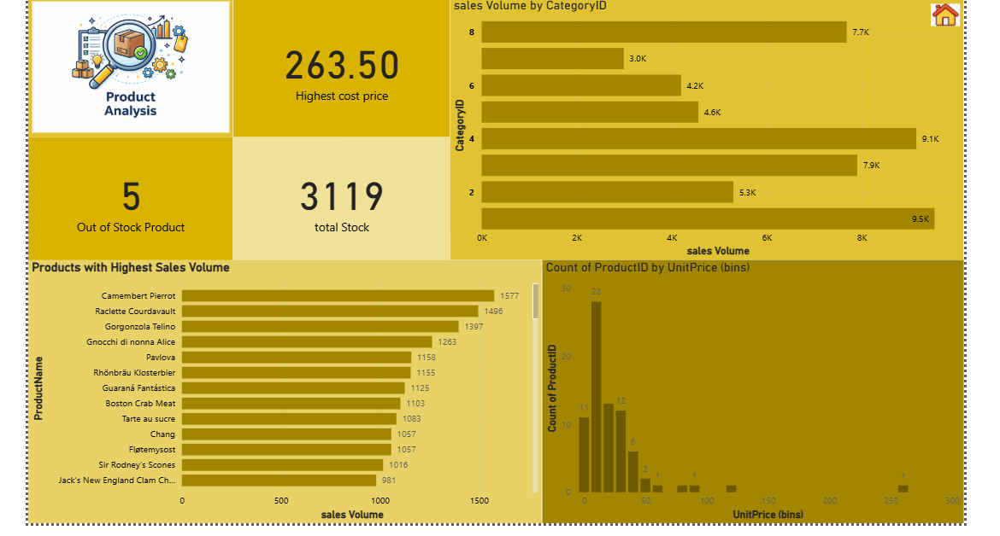 Product
Analysis
263.50
Highest cost price
5
Out of Stock Product
3119
total Stock
sales Volume by CategoryID
CategoryID
8
7.7K
3.0K
6
4.2K
4.6K
4
9.1K
7.9K
2
5.3K
9.5K
0K 2K 4K 6K 8K
sales Volume
Products with Highest Sales Volume
ProductName
Camembert Pierrot 1577
Raclette Courdavault 1496
Gorgonzola Telino 1397
Gnocchi di nonna Alice 1263
Pavlova 1158
Rhönbräu Klosterbier 1155
Guaraná Fantástica 1125
Boston Crab Meat 1103
Tarte au sucre 1083
Chang 1057
Fløtemysost 1057
Sir Rodney's Scones 1016
Jack's New England Clam Ch... 981
0 500 1000 1500
sales Volume
Count of ProductID by UnitPrice (bins)
Count of ProductID
30
20
10
0
11
28
12
6
2
1
1
1
0 50 100 150 200 250 300
UnitPrice (bins)